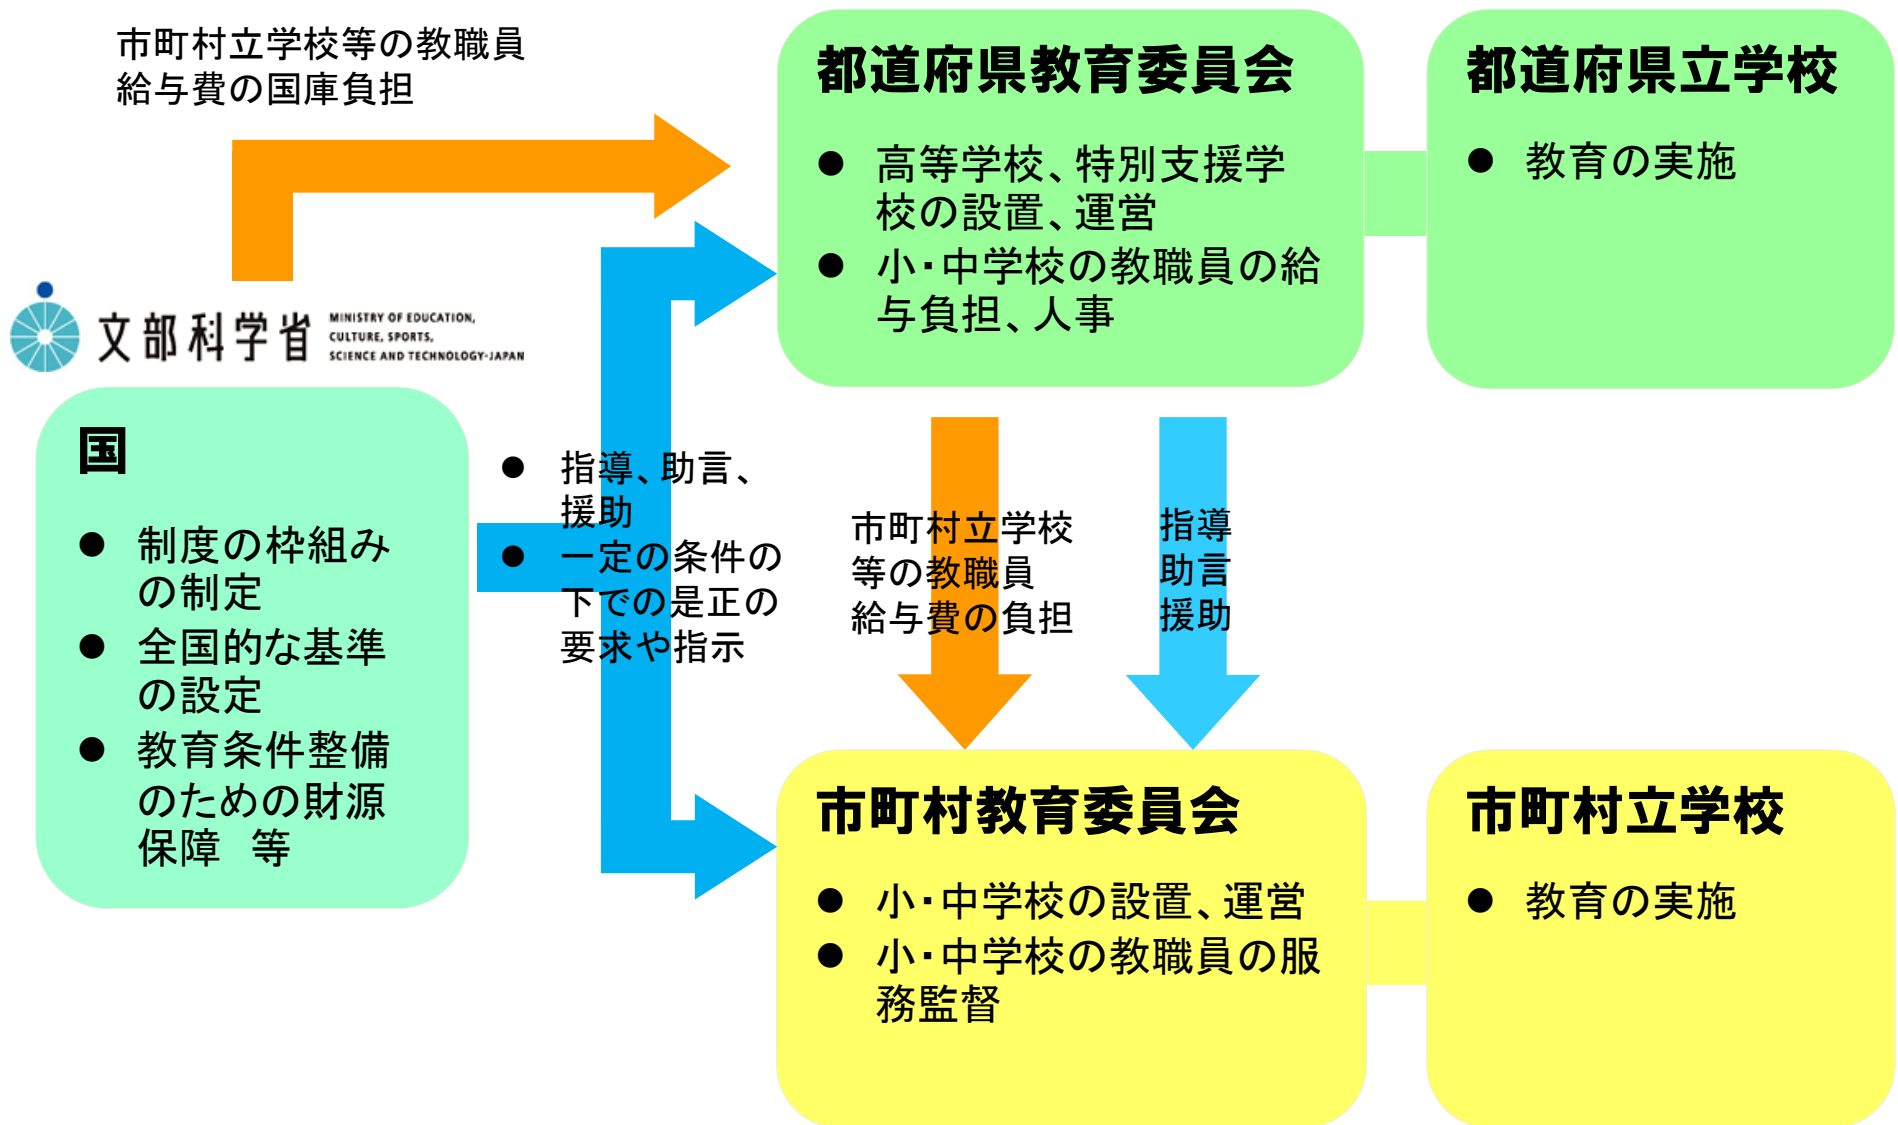 市町村立学校等の教職員
給与費の国庫負担
文部科学省
MINISTRY OF EDUCATION,
CULTURE, SPORTS,
SCIENCE AND TECHNOLOGY-JAPAN
国
● 制度の枠組み
の制定
● 全国的な基準
の設定
● 教育条件整備
のための財源
保障　等
● 指導、助言、
援助
● 一定の条件の
下での是正の
要求や指示
都道府県教育委員会
● 高等学校、特別支援学
校の設置、運営
● 小・中学校の教職員の給
与負担、人事
都道府県立学校
● 教育の実施
市町村立学校
等の教職員
給与費の負担
指導
助言
援助
市町村教育委員会
● 小・中学校の設置、運営
● 小・中学校の教職員の服
務監督
市町村立学校
● 教育の実施